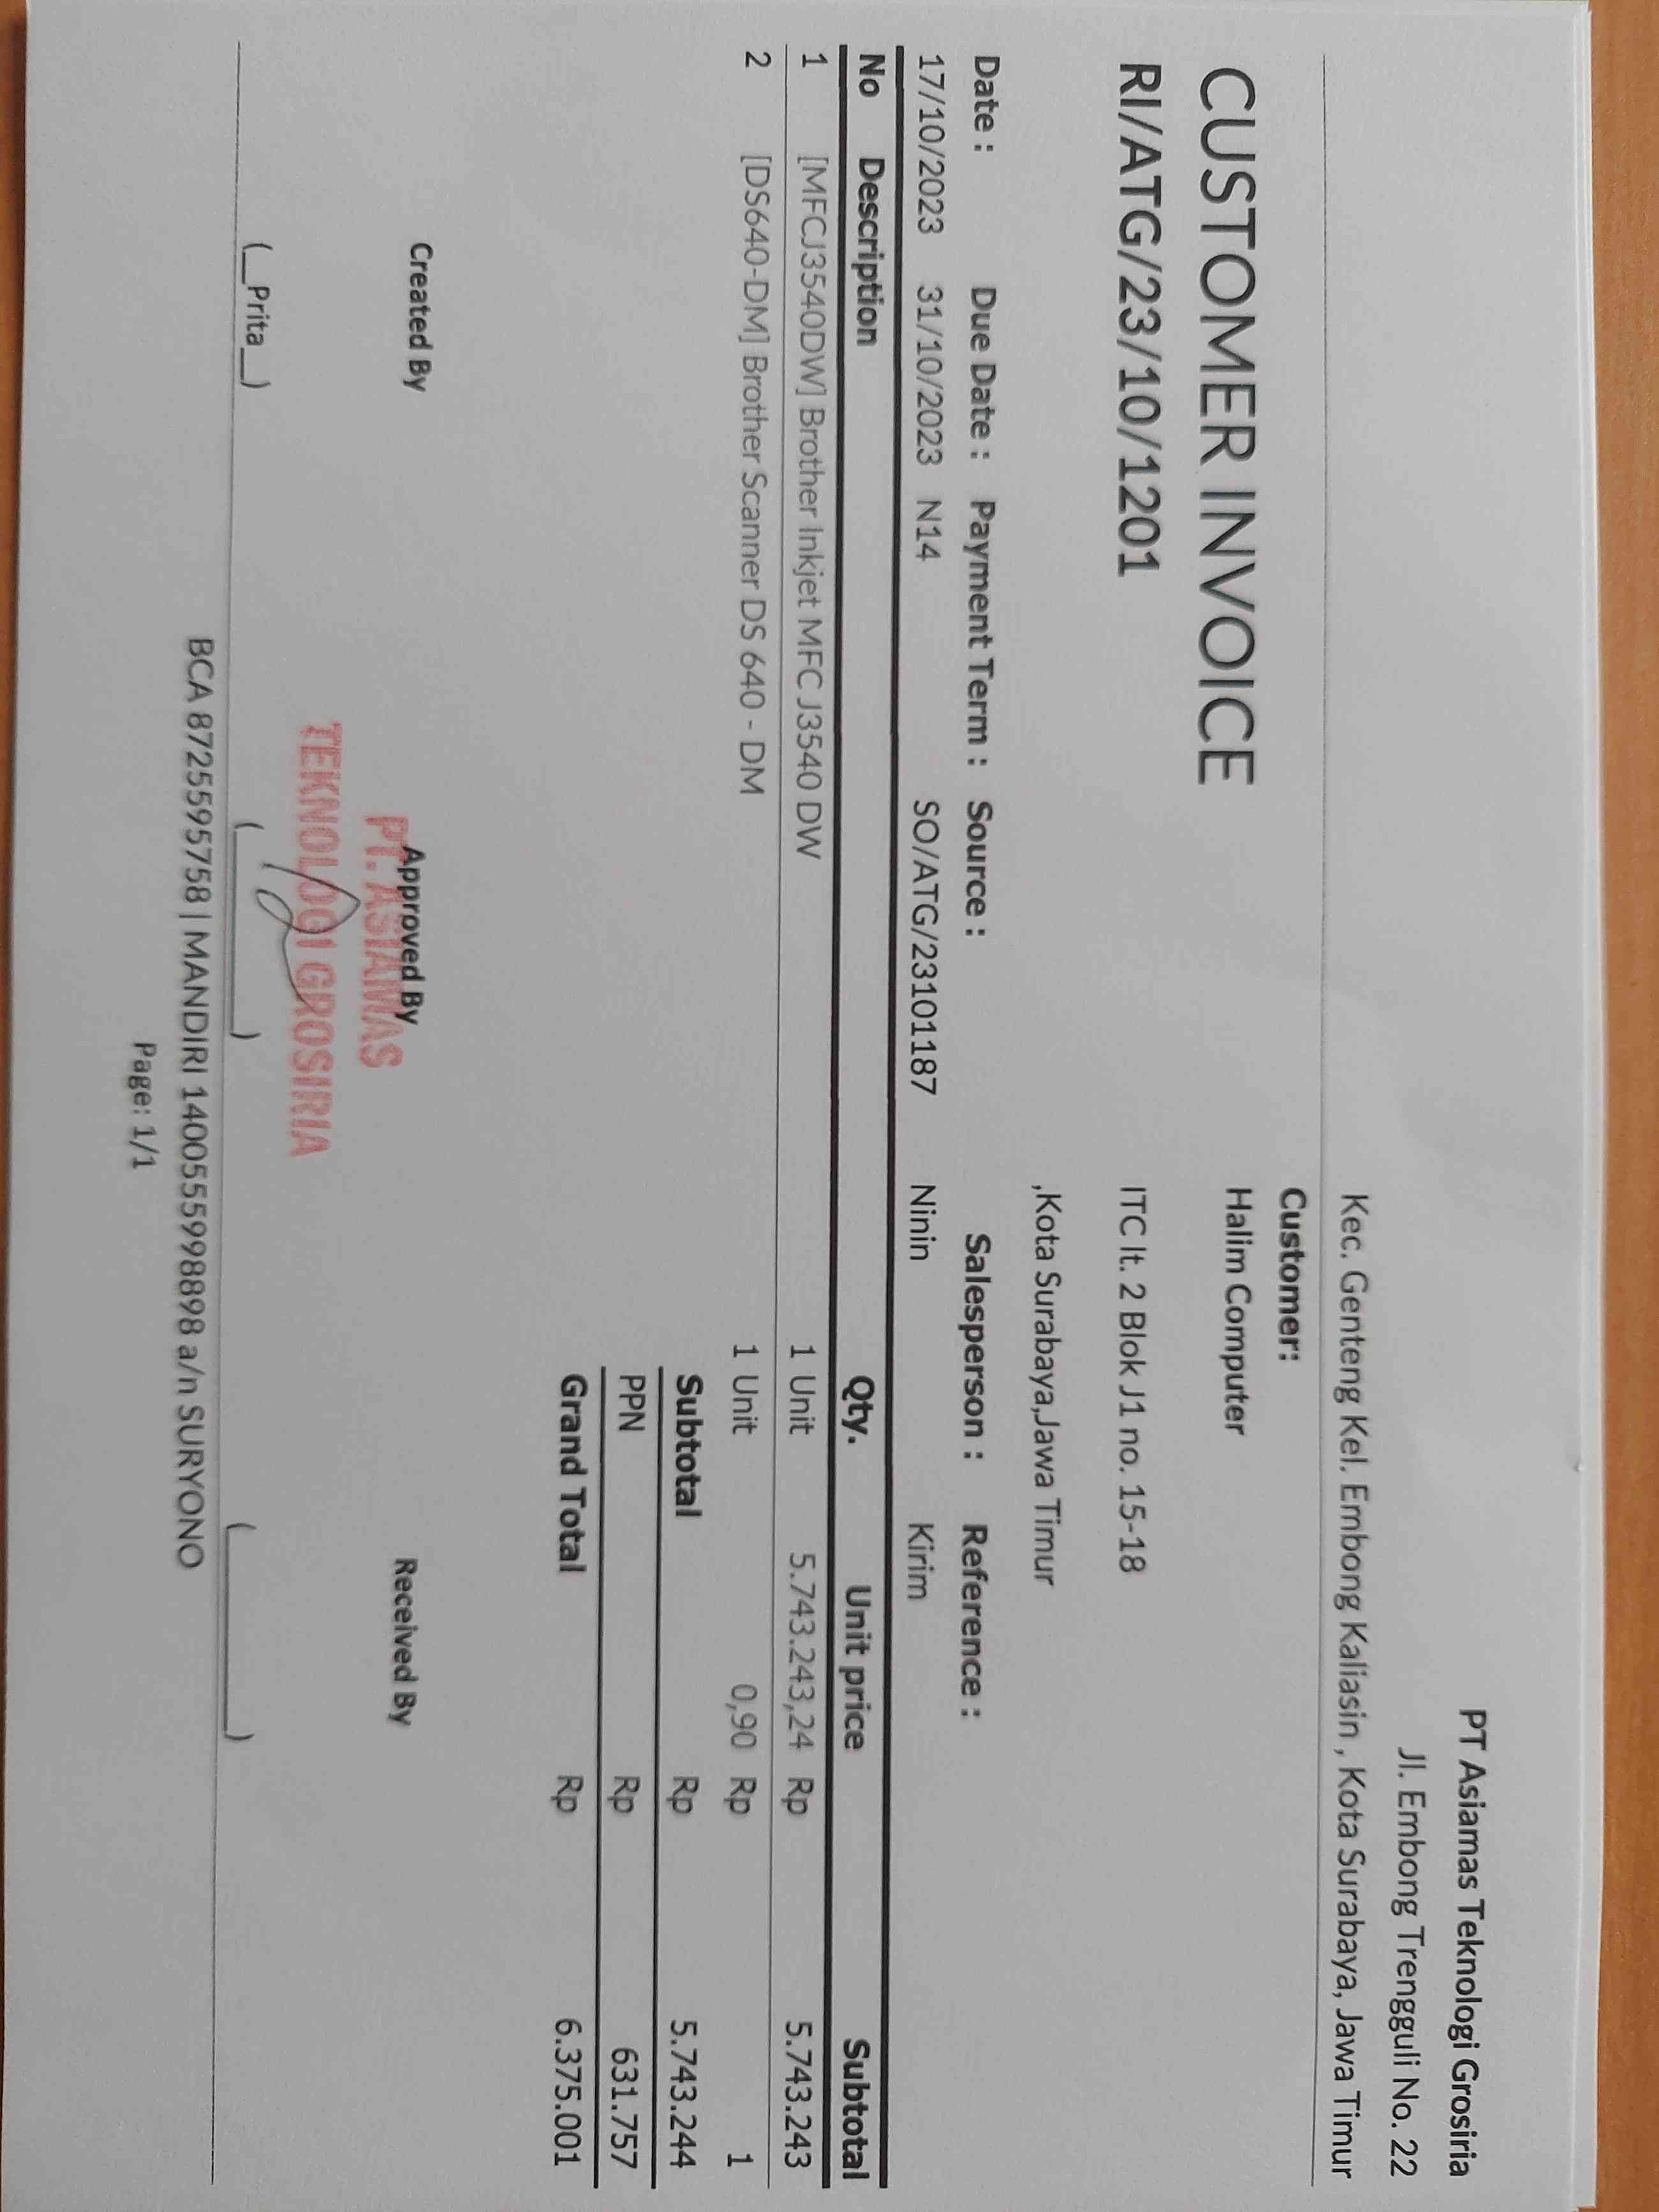 PT Asiamas Teknologi Grosiria
Jl. Embong Trengguli No. 22
Kec. Genteng Kel. Embong Kaliasin , Kota Surabaya, Jawa Timur
CUSTOMER INVOICE
RI/ATG/23/10/1201
Customer:
Halim Computer
ITC lt. 2 Blok J1 no. 15-18
,Kota Surabaya,Jawa Timur
Date : Due Date : Payment Term : Source : Salesperson : Reference :
17/10/2023 31/10/2023 N14 SO/ATG/23101187 Ninin Kirim
No Description Qty. Unit price Subtotal
1 [MFCJ3540DW] Brother Inkjet MFC J3540 DW 1 Unit 5.743.243,24 Rp 5.743.243
2 [DS640-DM] Brother Scanner DS 640 - DM 1 Unit 0,90 Rp 1
Subtotal Rp 5.743.244
PPN Rp 631.757
Grand Total Rp 6.375.001
Created By Approved By Received By
PT. ASIAMAS
TEKNOLOGI GROSIRIA
(__Prita__) (________) (________)
BCA 8725595758 | MANDIRI 1400555998898 a/n SURYONO
Page: 1/1